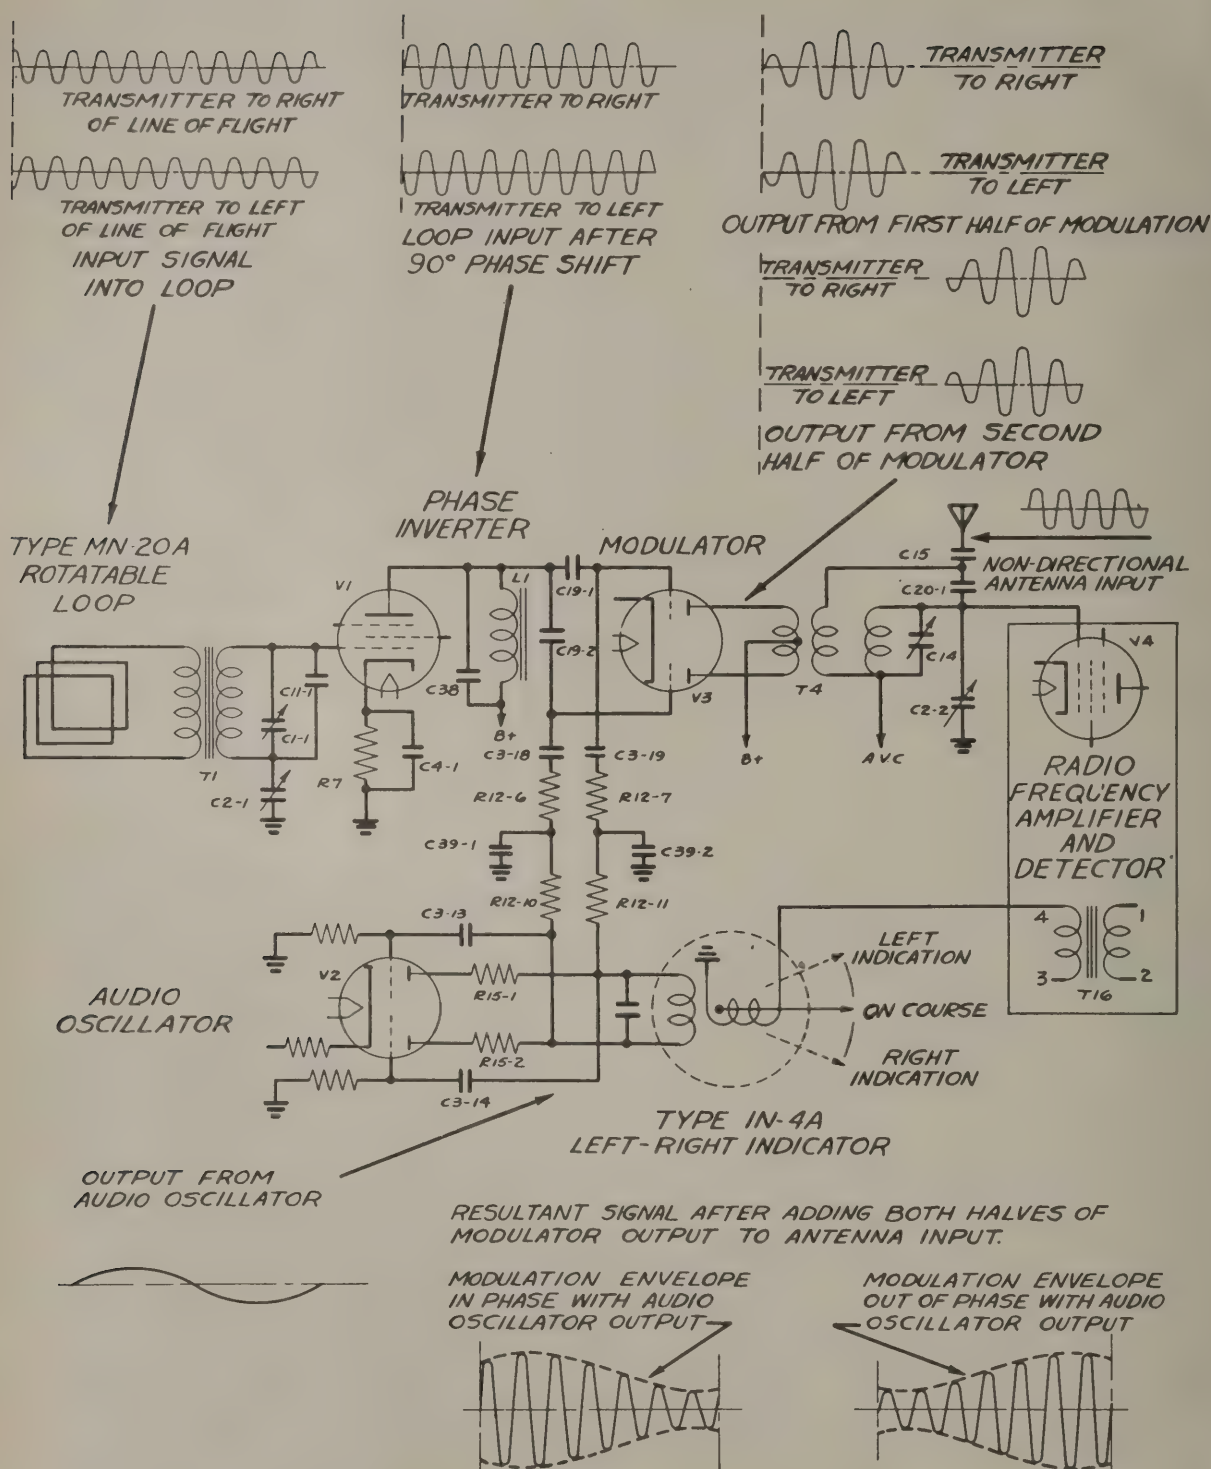 TRANSMITTER TO RIGHT
OF LINE OF FLIGHT
TRANSMITTER TO LEFT
OF LINE OF FLIGHT
INPUT SIGNAL
INTO LOOP
TRANSMITTER TO RIGHT
TRANSMITTER TO LEFT
LOOP INPUT AFTER
90° PHASE SHIFT
TRANSMITTER
TO RIGHT
TRANSMITTER
TO LEFT
OUTPUT FROM FIRST HALF OF MODULATION
TRANSMITTER
TO RIGHT
TRANSMITTER
TO LEFT
OUTPUT FROM SECOND
HALF OF MODULATOR
TYPE MN-20A
ROTATABLE
LOOP
PHASE
INVERTER
MODULATOR
NON-DIRECTIONAL
ANTENNA INPUT
V1
L1
C19-1
C19-2
C15
C20-1
C11-1
C1-1
C2-1
T1
R7
C4-1
C38
B+
V3
T4
C14
C2-2
V4
B+
AVC
C3-18
C3-19
R12-6
R12-7
C39-1
C39-2
R12-10
R12-11
RADIO
FREQUENCY
AMPLIFIER
AND
DETECTOR
4
1
3
2
T16
C3-13
V2
R15-1
R15-2
C3-14
AUDIO
OSCILLATOR
LEFT
INDICATION
ON COURSE
RIGHT
INDICATION
TYPE IN-4A
LEFT-RIGHT INDICATOR
OUTPUT FROM
AUDIO OSCILLATOR
RESULTANT SIGNAL AFTER ADDING BOTH HALVES OF
MODULATOR OUTPUT TO ANTENNA INPUT.
MODULATION ENVELOPE
IN PHASE WITH AUDIO
OSCILLATOR OUTPUT
MODULATION ENVELOPE
OUT OF PHASE WITH AUDIO
OSCILLATOR OUTPUT